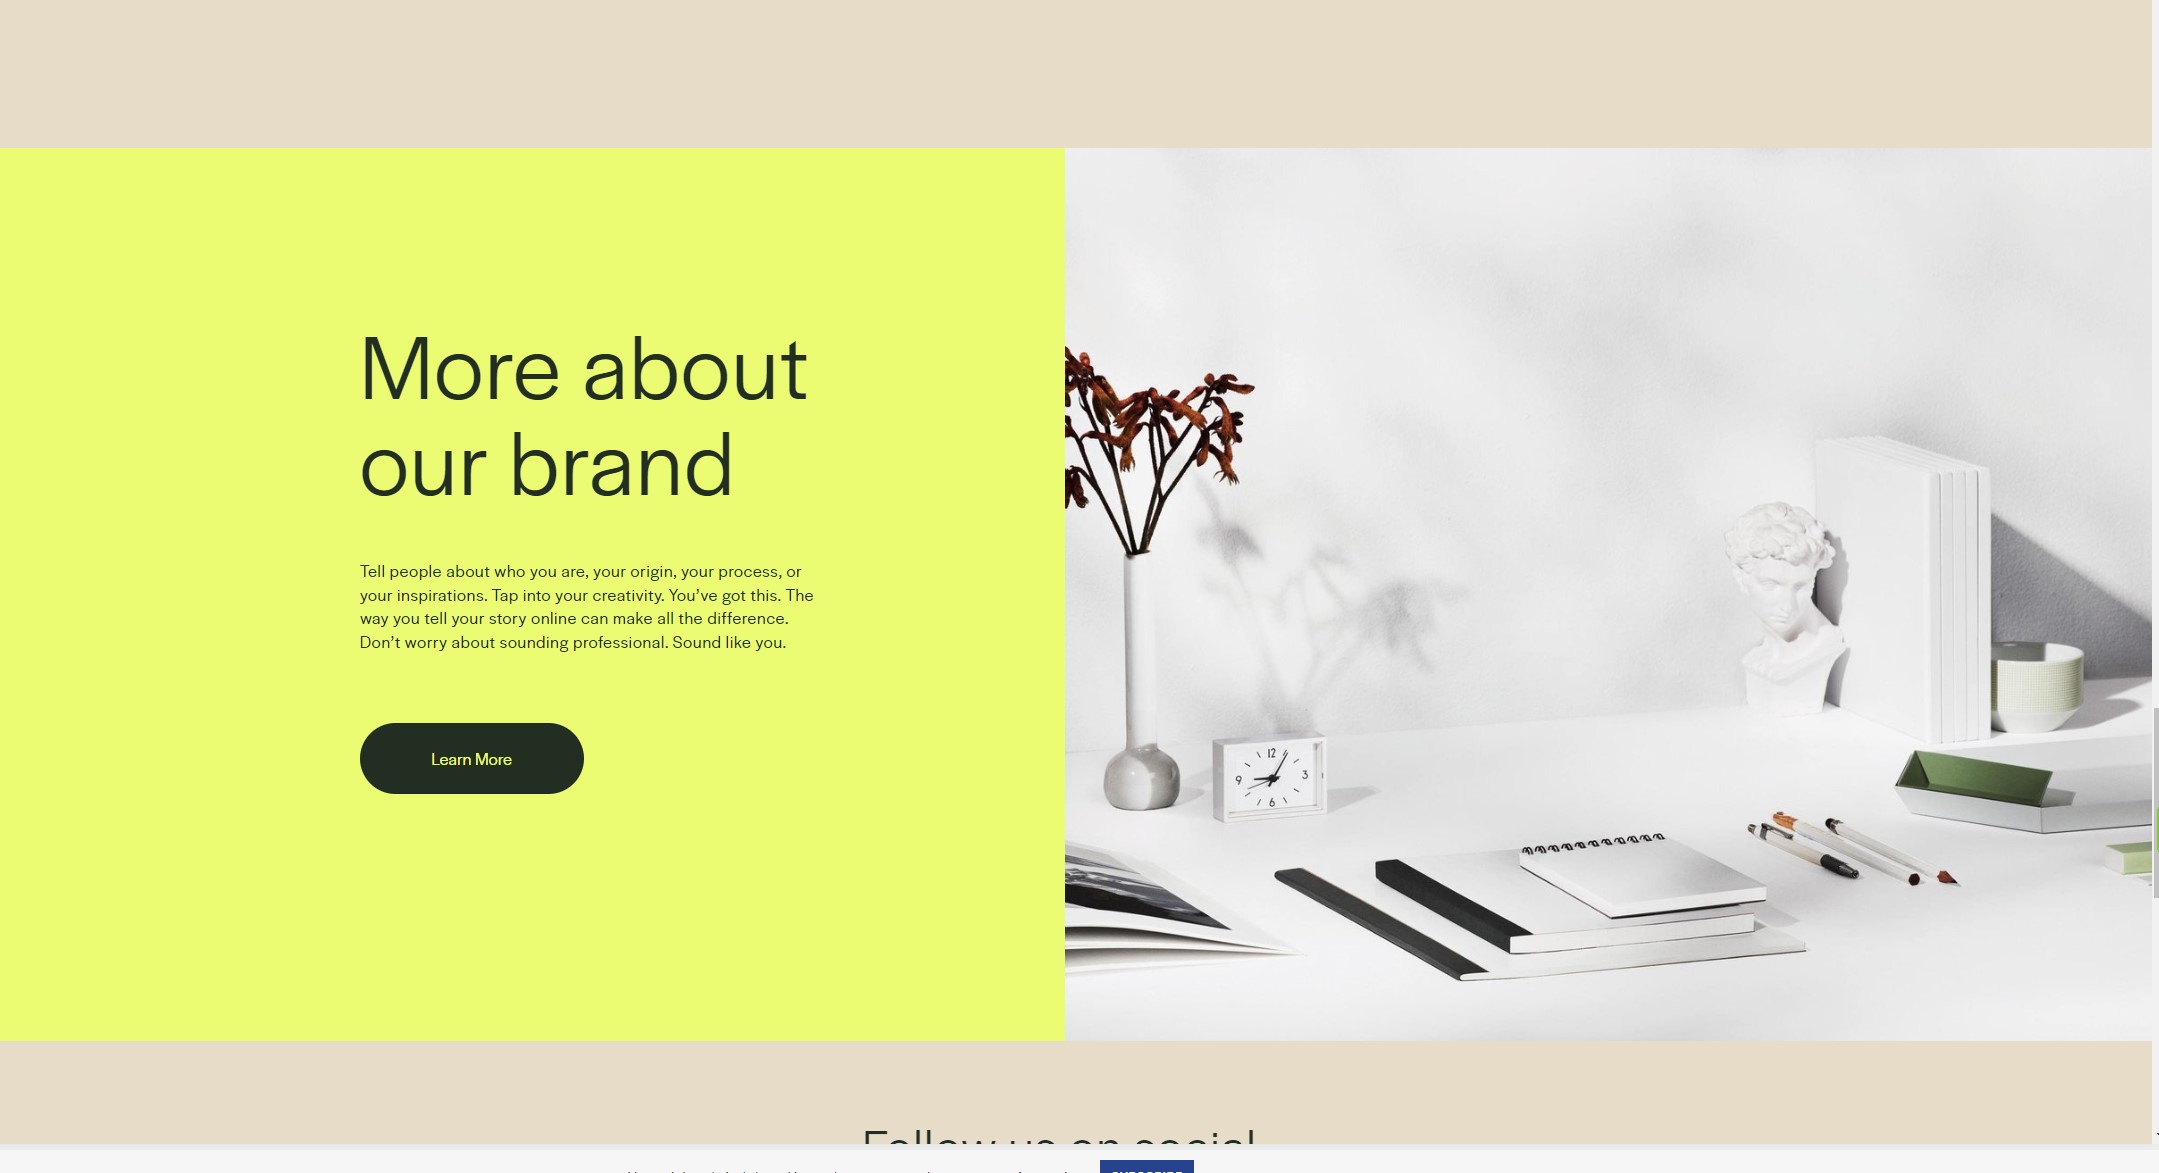 More about
our brand
Tell people about who you are, your origin, your process, or
your inspirations. Tap into your creativity. You’ve got this. The
way you tell your story online can make all the difference.
Don’t worry about sounding professional. Sound like you.
Learn More
12
9
3
6
Follow us on social
SUBSCRIBE